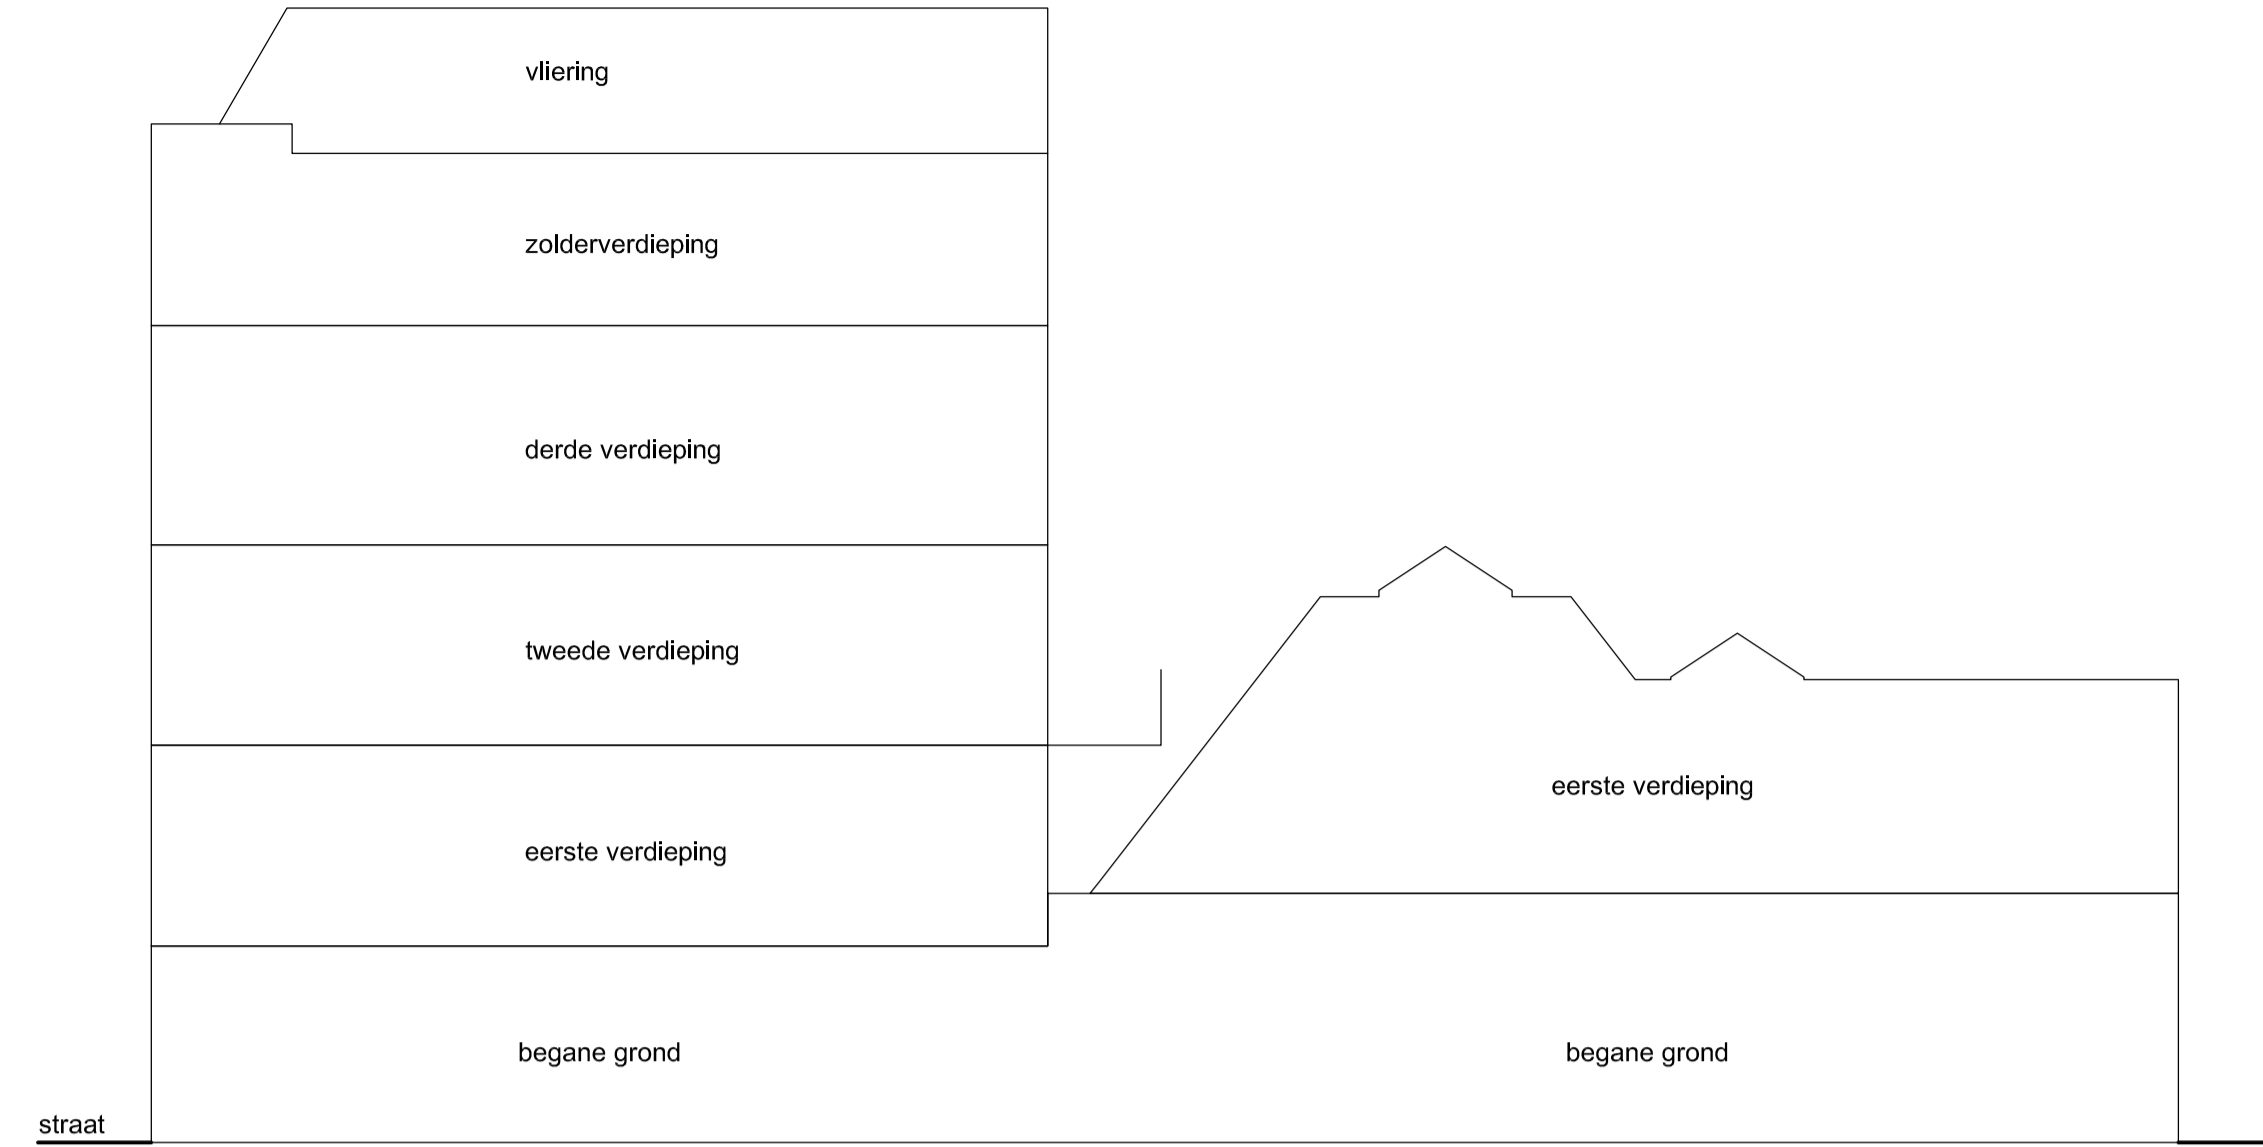 vliering
zolderverdieping
derde verdieping
tweede verdieping
eerste verdieping
eerste verdieping
begane grond
begane grond
straat